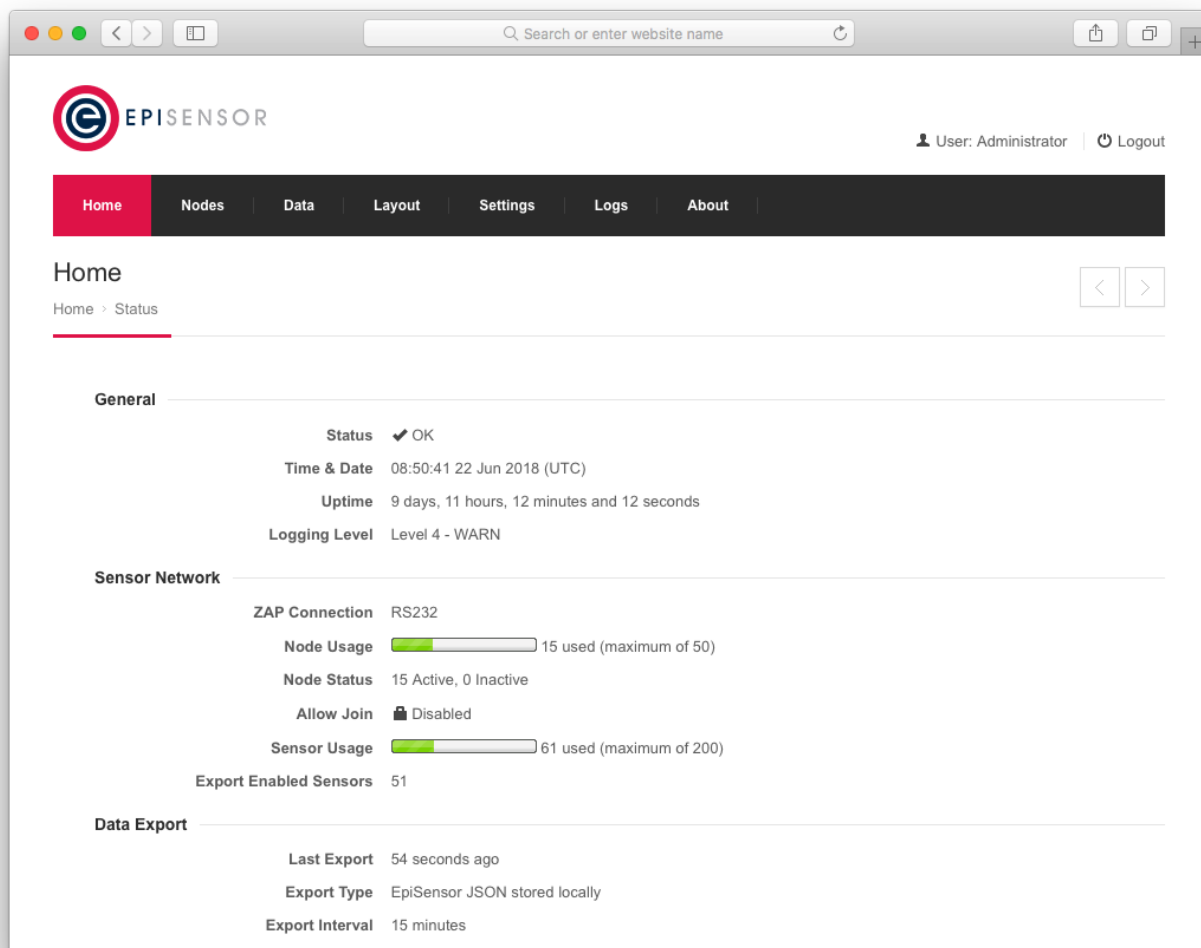 Search or enter website name
e EPISENSOR
User: Administrator Logout
Home Nodes Data Layout Settings Logs About
Home
Home › Status
General
Status OK
Time & Date 08:50:41 22 Jun 2018 (UTC)
Uptime 9 days, 11 hours, 12 minutes and 12 seconds
Logging Level Level 4 - WARN
Sensor Network
ZAP Connection RS232
Node Usage 15 used (maximum of 50)
Node Status 15 Active, 0 Inactive
Allow Join Disabled
Sensor Usage 61 used (maximum of 200)
Export Enabled Sensors 51
Data Export
Last Export 54 seconds ago
Export Type EpiSensor JSON stored locally
Export Interval 15 minutes